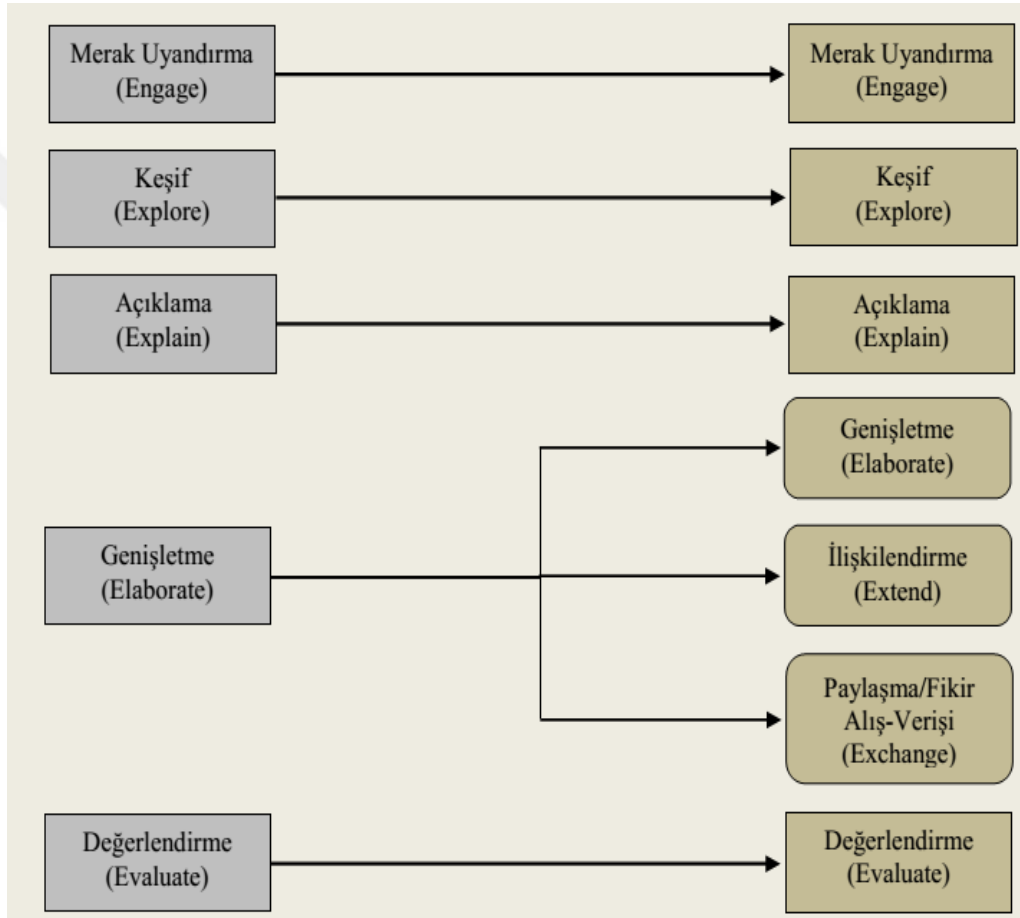 Merak Uyandırma
(Engage)
Merak Uyandırma
(Engage)
Keşif
(Explore)
Keşif
(Explore)
Açıklama
(Explain)
Açıklama
(Explain)
Genişletme
(Elaborate)
Genişletme
(Elaborate)
İlişkilendirme
(Extend)
Paylaşma/Fikir
Alış-Verişi
(Exchange)
Değerlendirme
(Evaluate)
Değerlendirme
(Evaluate)